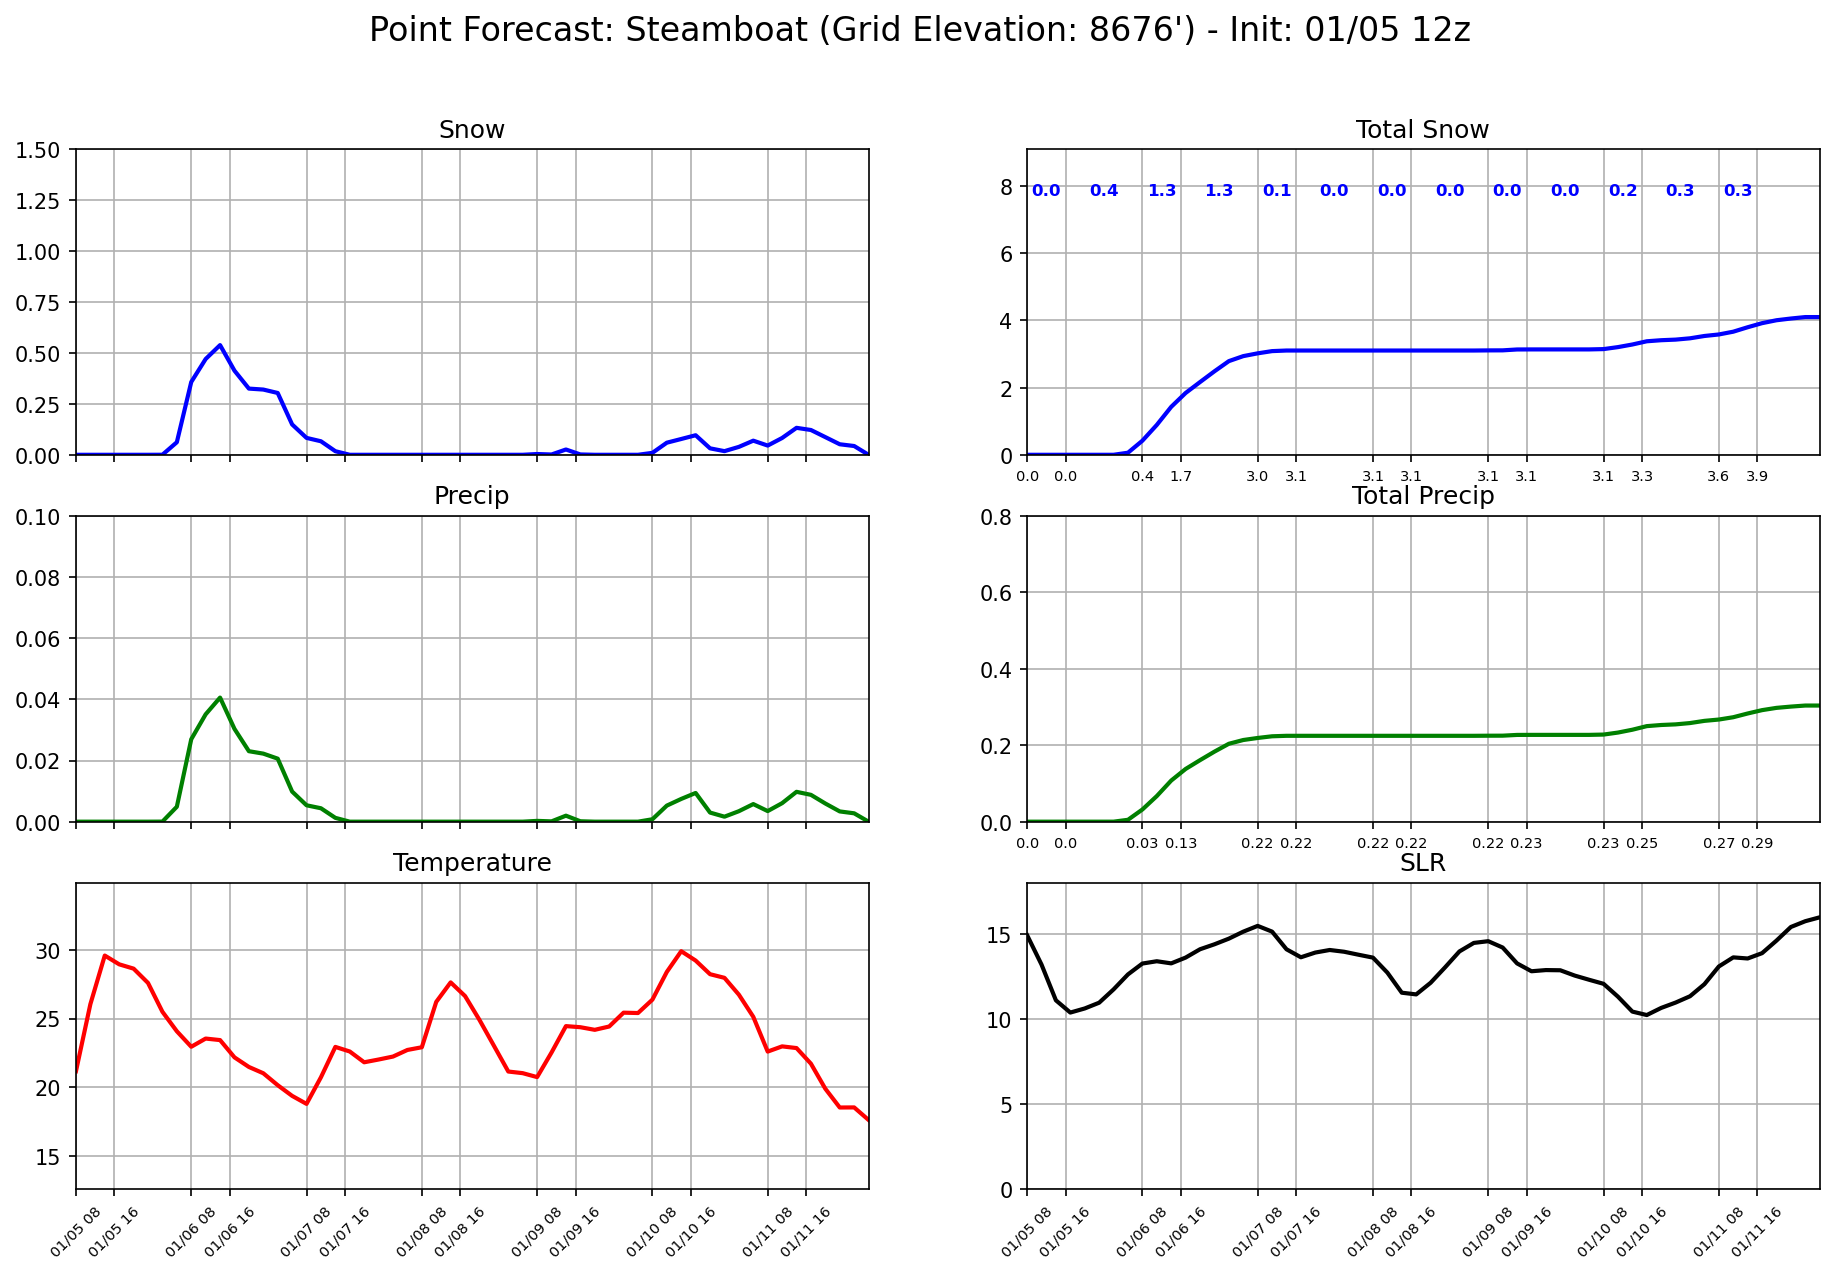 Point Forecast: Steamboat (Grid Elevation: 8676') - Init: 01/05 12z
Snow
1.50
1.25
1.00
0.75
0.50
0.25
0.00
Total Snow
8
6
4
2
0
0.0 0.4 1.3 1.3 0.1 0.0 0.0 0.0 0.0 0.0 0.2 0.3 0.3
0.0 0.0 0.4 1.7 3.0 3.1 3.1 3.1 3.1 3.1 3.1 3.3 3.6 3.9
Precip
0.10
0.08
0.06
0.04
0.02
0.00
Total Precip
0.8
0.6
0.4
0.2
0.0
0.0 0.0 0.03 0.13 0.22 0.22 0.22 0.22 0.22 0.23 0.23 0.25 0.27 0.29
Temperature
30
25
20
15
01/05 08 01/05 16 01/06 08 01/06 16 01/07 08 01/07 16 01/08 08 01/08 16 01/09 08 01/09 16 01/10 08 01/10 16 01/11 08 01/11 16
SLR
15
10
5
0
01/05 08 01/05 16 01/06 08 01/06 16 01/07 08 01/07 16 01/08 08 01/08 16 01/09 08 01/09 16 01/10 08 01/10 16 01/11 08 01/11 16